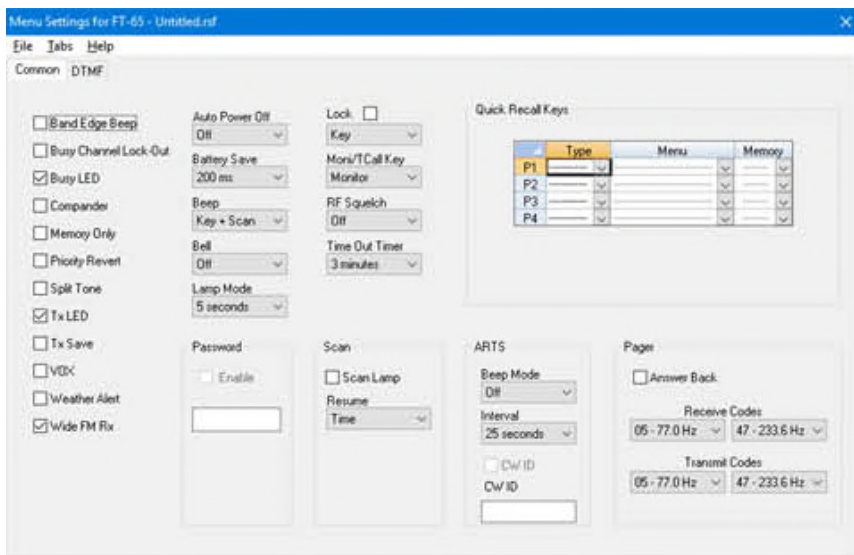 Menu Settings for FT-65 - Untitled.rsf
File Tabs Help
Common DTMF
Band Edge Beep
Busy Channel Lock-Out
Busy LED
Compander
Memory Only
Priority Revert
Split Tone
Tx LED
Tx Save
VOX
Weather Alert
Wide FM Rx
Auto Power Off
Off
Battery Save
200 ms
Beep
Key + Scan
Bell
Off
Lamp Mode
5 seconds
Lock
Key
Moni/TCall Key
Monitor
RF Squelch
Off
Time Out Timer
3 minutes
Quick Recall Keys
Type Menu Memory
P1
P2
P3
P4
Password
Enable
Scan
Scan Lamp
Resume
Time
ARTS
Beep Mode
Off
Interval
25 seconds
CW ID
CW ID
Pager
Answer Back
Receive Codes
05 - 77.0 Hz 47 - 233.6 Hz
Transmit Codes
05 - 77.0 Hz 47 - 233.6 Hz